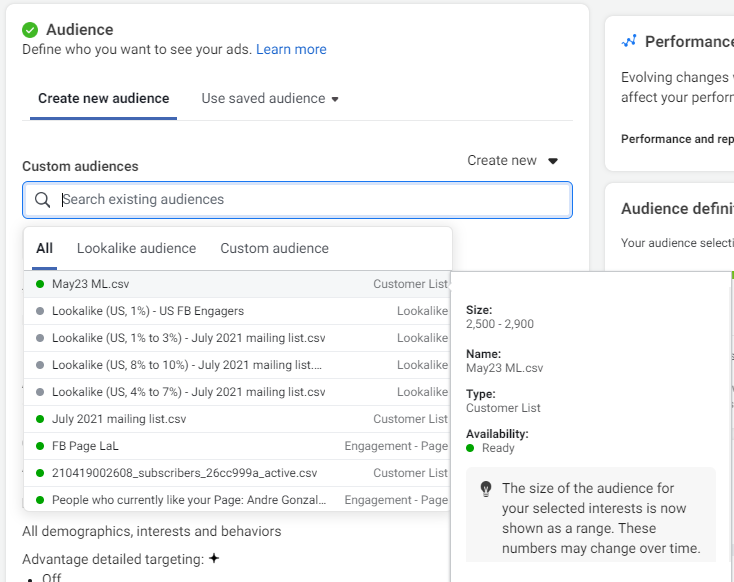 Audience
Define who you want to see your ads. Learn more
Create new audience
Use saved audience
Custom audiences
Create new
Search existing audiences
All
Lookalike audience
Custom audience
May23 ML.csv Customer List
Lookalike (US, 1%) - US FB Engagers Lookalike
Lookalike (US, 1% to 3%) - July 2021 mailing list.csv Lookalike
Lookalike (US, 8% to 10%) - July 2021 mailing list.... Lookalike
Lookalike (US, 4% to 7%) - July 2021 mailing list.csv Lookalike
July 2021 mailing list.csv Customer List
FB Page LaL Engagement - Page
210419002608_subscribers_26cc999a_active.csv Customer List
People who currently like your Page: Andre Gonzal... Engagement - Page
All demographics, interests and behaviors
Advantage detailed targeting:
Off
Size:
2,500 - 2,900
Name:
May23 ML.csv
Type:
Customer List
Availability:
Ready
The size of the audience for
your selected interests is now
shown as a range. These
numbers may change over time.
Performance
Evolving changes
affect your
Performance and
Audience
Your audience